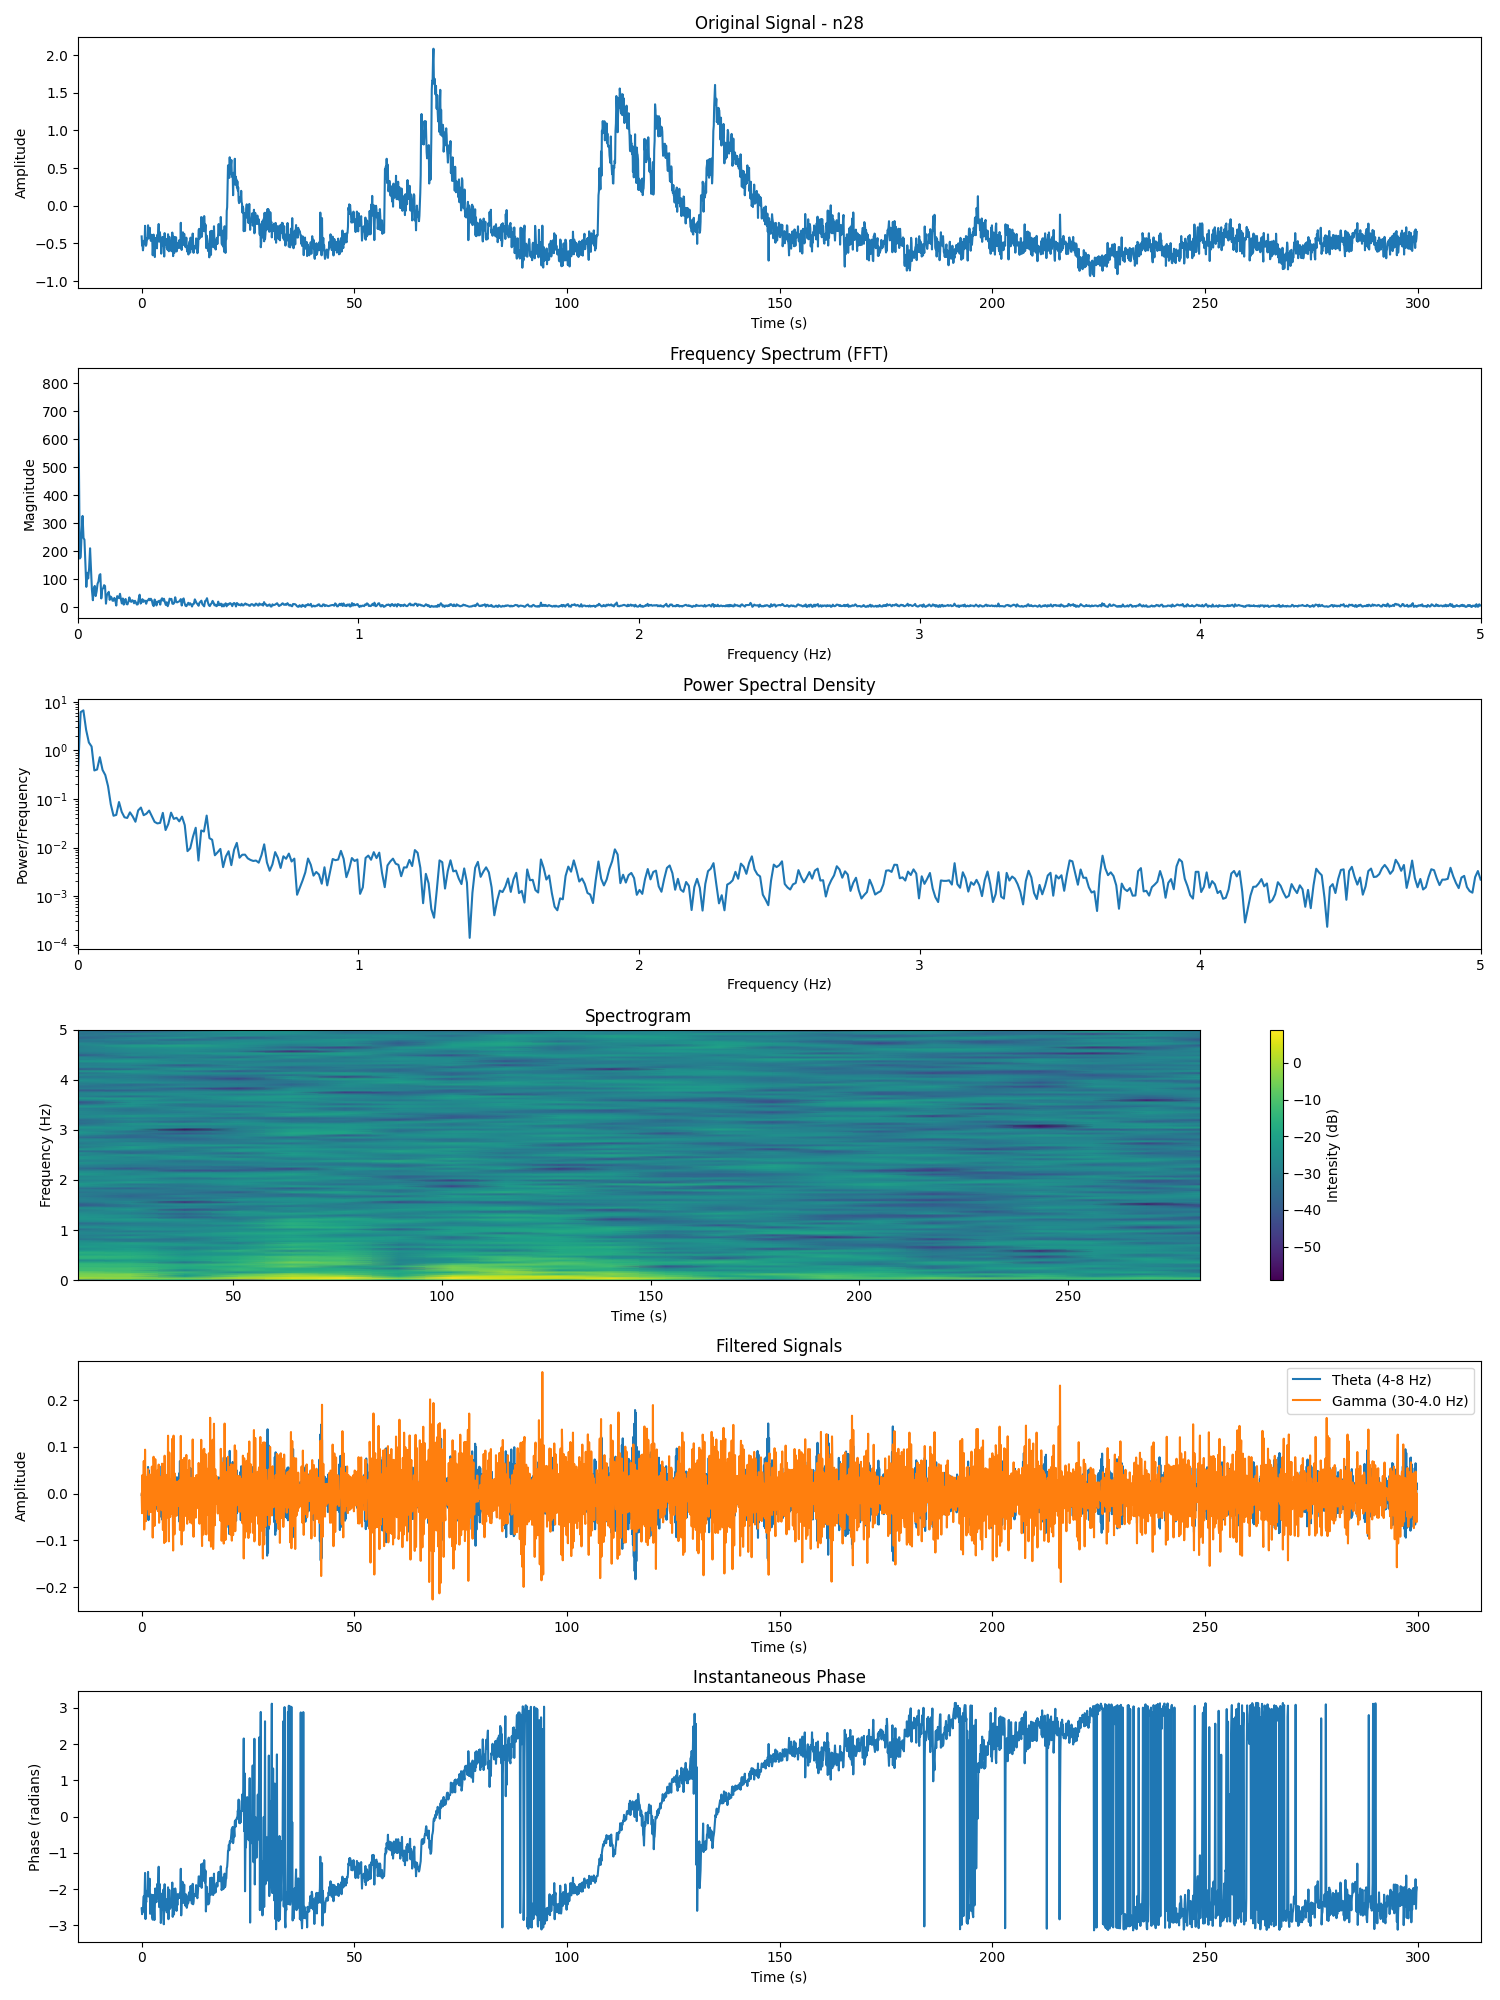 Original Signal - n28
2.0
1.5
1.0
0.5
0.0
−0.5
−1.0
Amplitude
0 50 100 150 200 250 300
Time (s)
Frequency Spectrum (FFT)
800
700
600
500
400
300
200
100
0
Magnitude
0 1 2 3 4 5
Frequency (Hz)
Power Spectral Density
10¹
10⁰
10⁻¹
10⁻²
10⁻³
10⁻⁴
Power/Frequency
0 1 2 3 4 5
Frequency (Hz)
Spectrogram
5
4
3
2
1
0
Frequency (Hz)
50 100 150 200 250
Time (s)
0
−10
−20
−30
−40
−50
Intensity (dB)
Filtered Signals
Theta (4-8 Hz)
Gamma (30-4.0 Hz)
0.2
0.1
0.0
−0.1
−0.2
Amplitude
0 50 100 150 200 250 300
Time (s)
Instantaneous Phase
3
2
1
0
−1
−2
−3
Phase (radians)
0 50 100 150 200 250 300
Time (s)